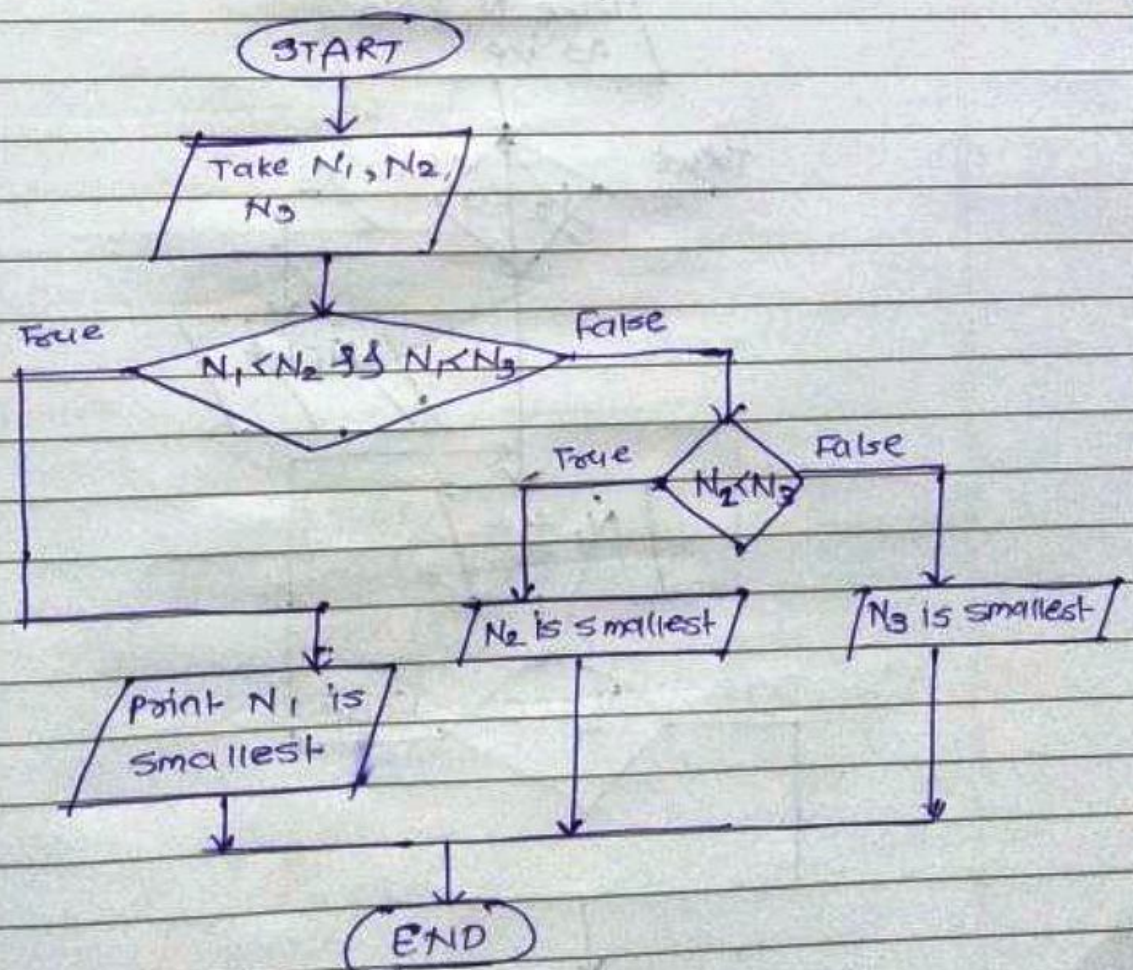 START
Take N1, N2,
N3
True
False
N1<N2 && N1<N3
True
False
N2<N3
N2 is smallest
N3 is smallest
Print N1 is
smallest
END